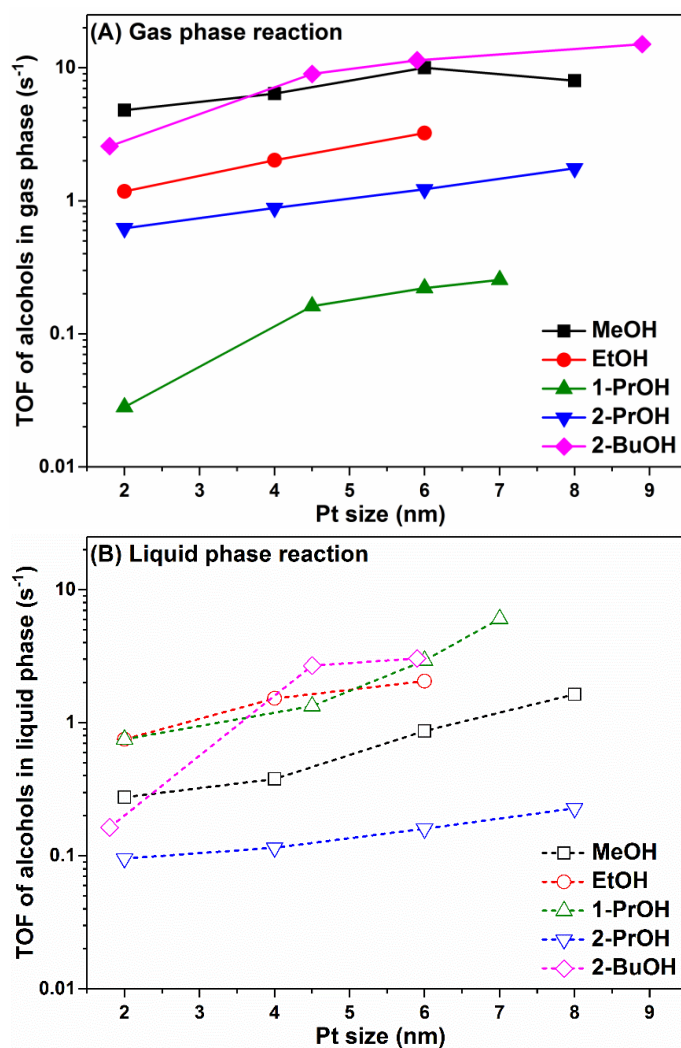 (A) Gas phase reaction
TOF of alcohols in gas phase (s⁻¹)
10
1
0.1
0.01
MeOH
EtOH
1-PrOH
2-PrOH
2-BuOH
2 3 4 5 6 7 8 9
Pt size (nm)
(B) Liquid phase reaction
TOF of alcohols in liquid phase (s⁻¹)
10
1
0.1
0.01
MeOH
EtOH
1-PrOH
2-PrOH
2-BuOH
2 3 4 5 6 7 8 9
Pt size (nm)